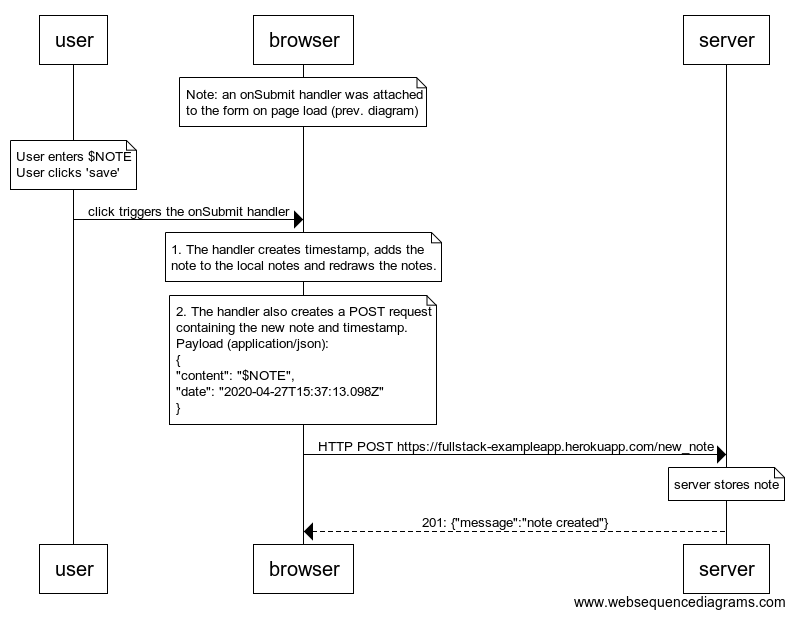 user
browser
server
Note: an onSubmit handler was attached
to the form on page load (prev. diagram)
User enters $NOTE
User clicks 'save'
click triggers the onSubmit handler
1. The handler creates timestamp, adds the
note to the local notes and redraws the notes.
2. The handler also creates a POST request
containing the new note and timestamp.
Payload (application/json):
{
"content": "$NOTE",
"date": "2020-04-27T15:37:13.098Z"
}
HTTP POST https://fullstack-exampleapp.herokuapp.com/new_note
server stores note
201: {"message":"note created"}
user
browser
server
www.websequencediagrams.com